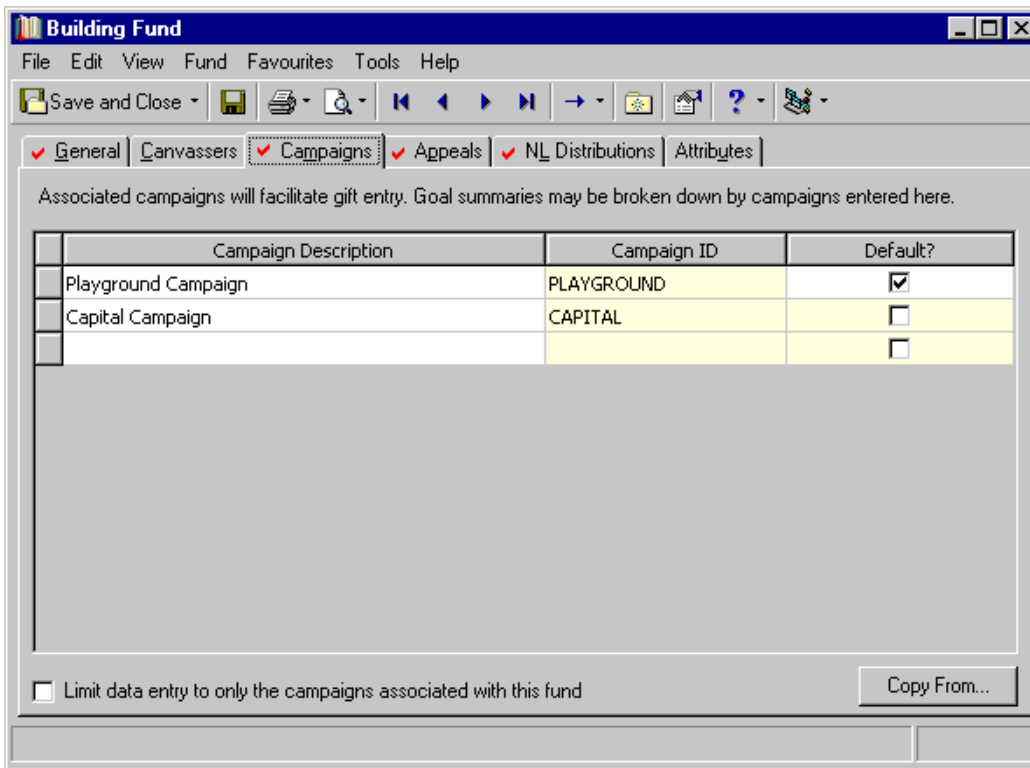 Building Fund
File Edit View Fund Favourites Tools Help
Save and Close ?
General Canvassers Campaigns Appeals NL Distributions Attributes
Associated campaigns will facilitate gift entry. Goal summaries may be broken down by campaigns entered here.
Campaign Description Campaign ID Default?
Playground Campaign PLAYGROUND
Capital Campaign CAPITAL
Limit data entry to only the campaigns associated with this fund Copy From...